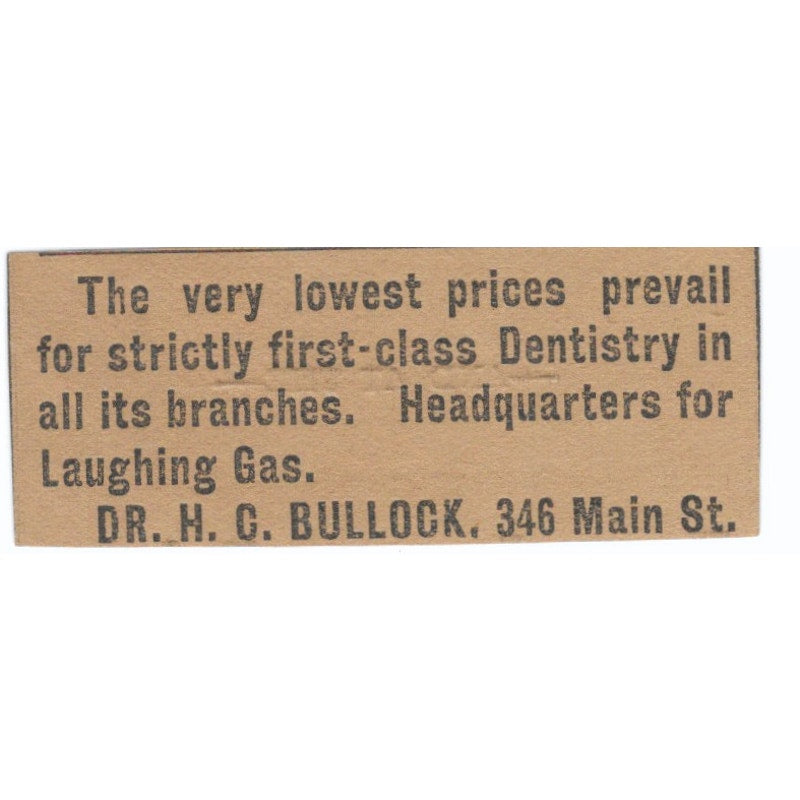 The very lowest prices prevail
for strictly first-class Dentistry in
all its branches. Headquarters for
Laughing Gas.
DR. H. C. BULLOCK, 346 Main St.